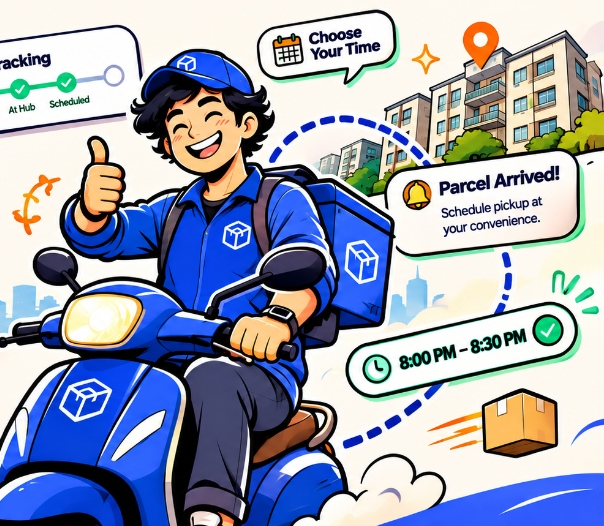 racking
At Hub
Scheduled
Choose
Your Time
Parcel Arrived!
Schedule pickup at
your convenience.
8:00 PM – 8:30 PM